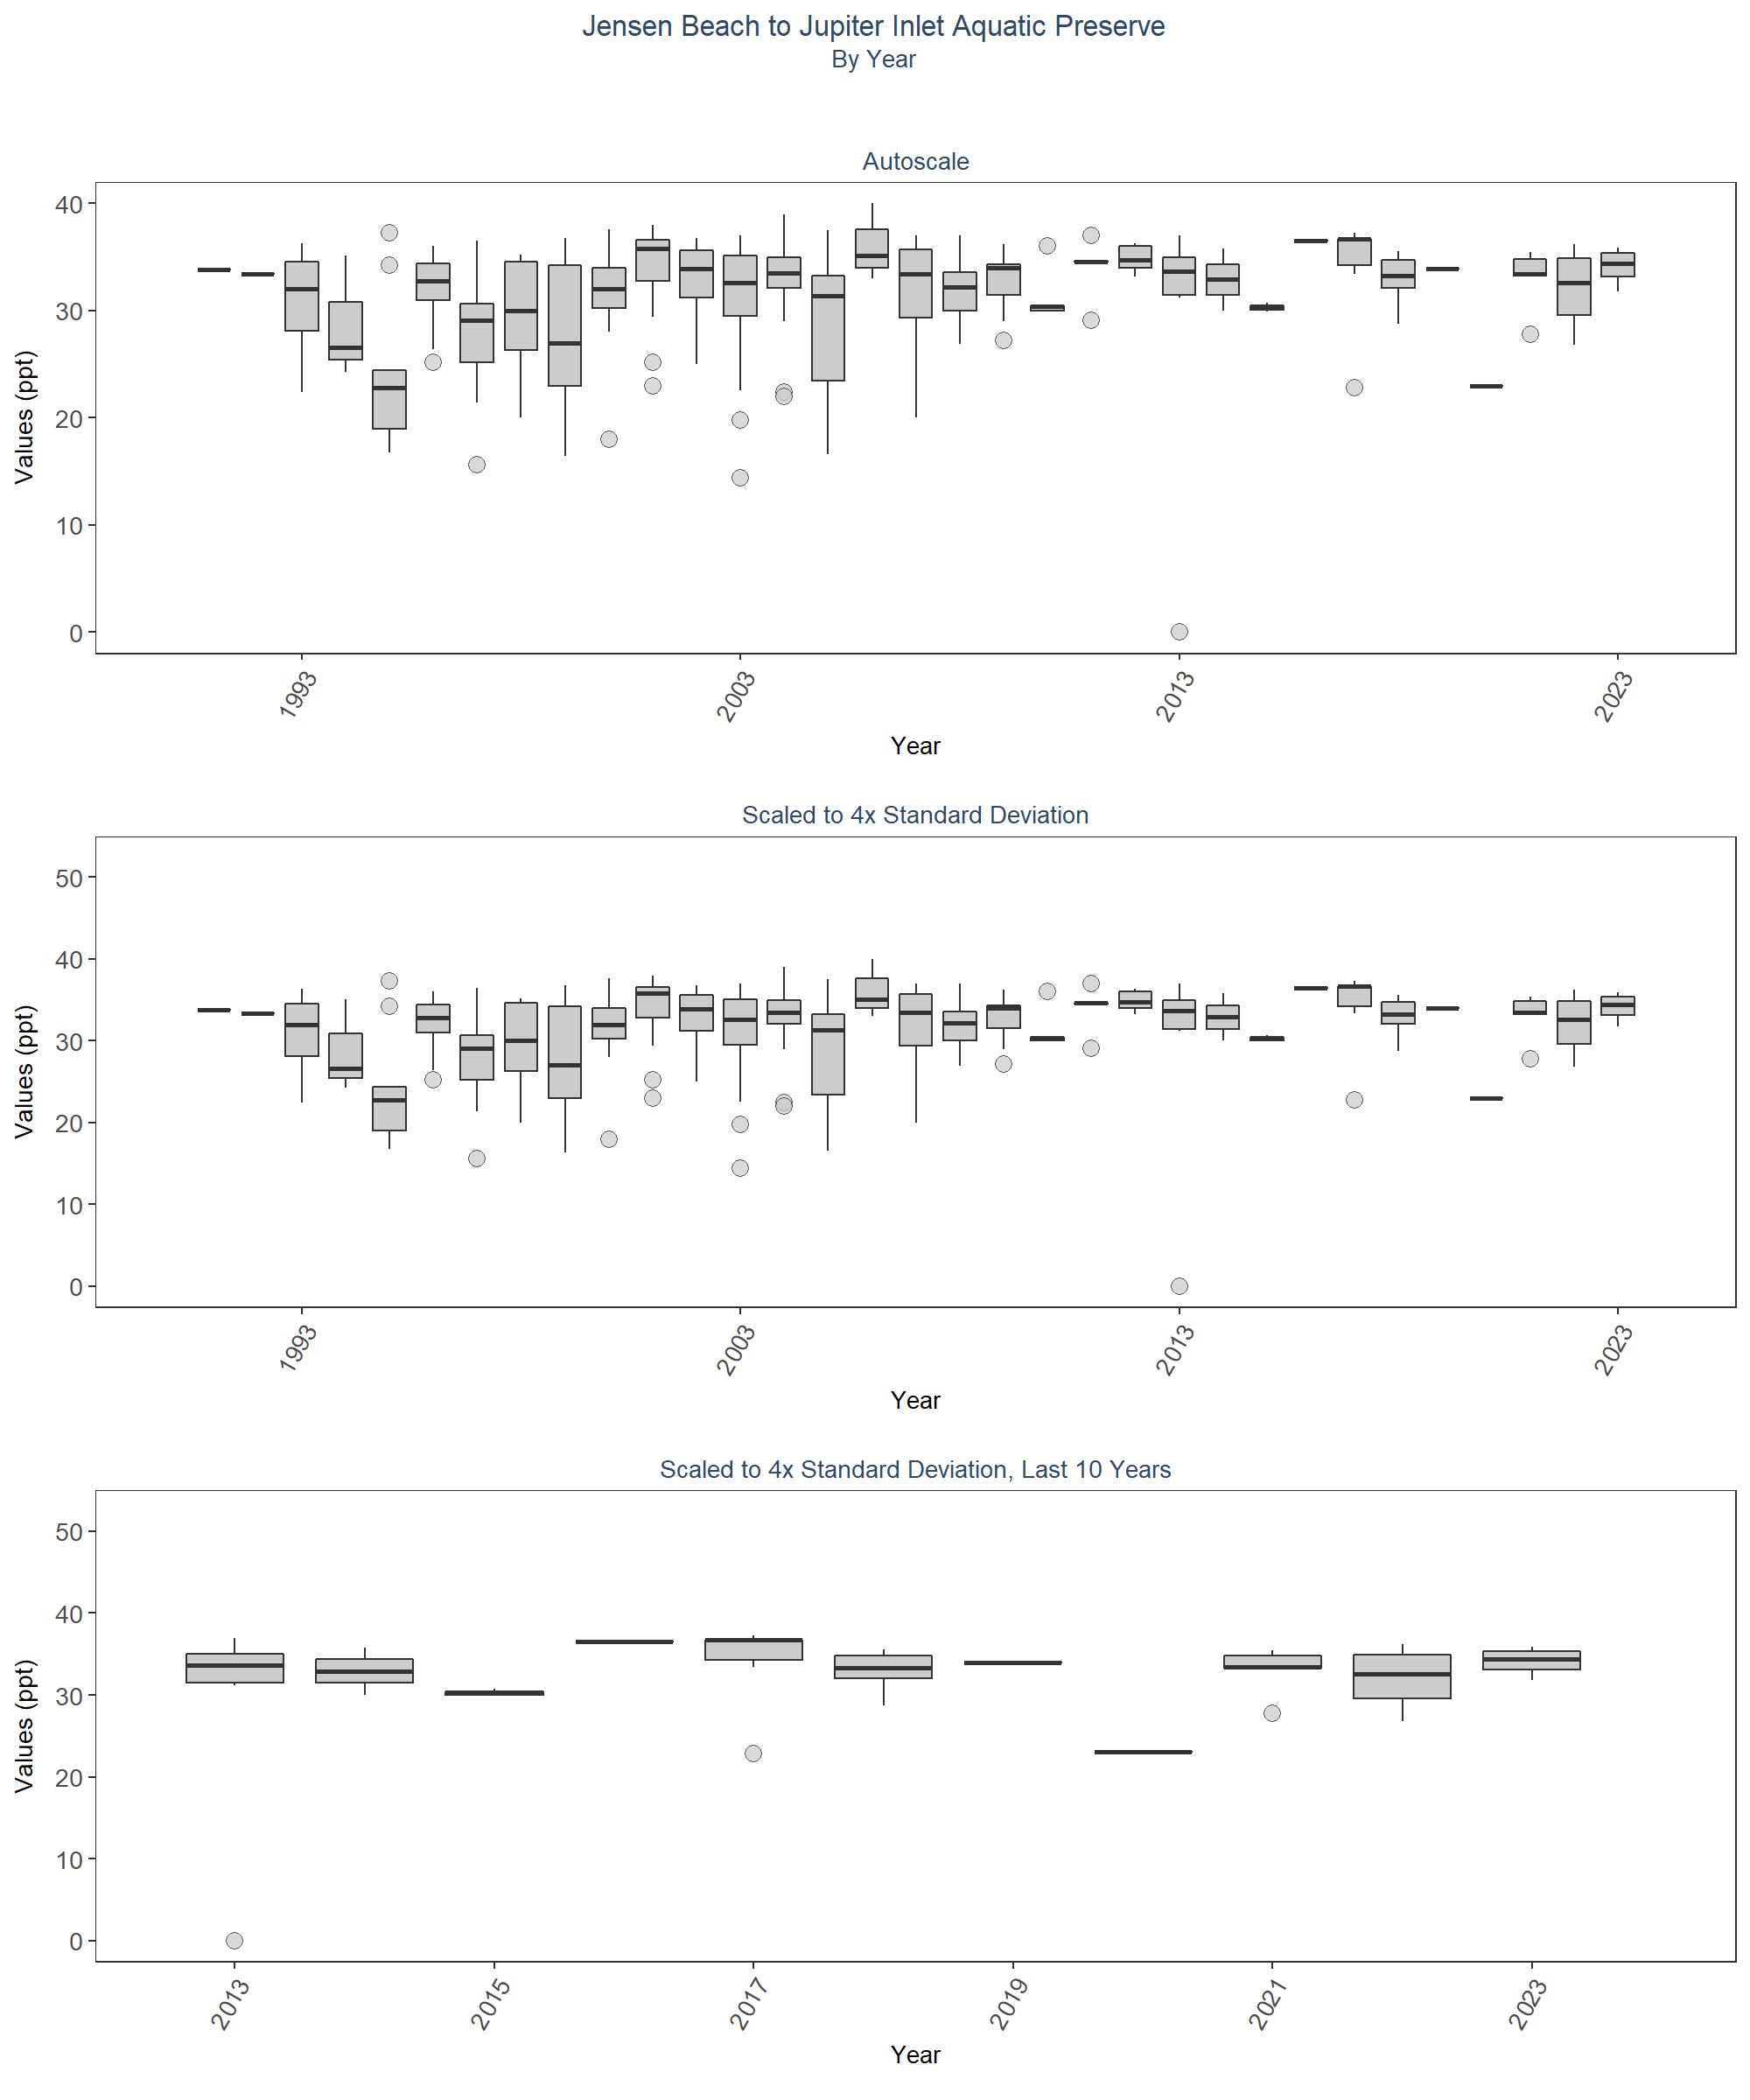 Jensen Beach to Jupiter Inlet Aquatic Preserve
By Year
Autoscale
Values (ppt)
40
30
20
10
0
1993
2003
2013
2023
Year
Scaled to 4x Standard Deviation
Values (ppt)
50
40
30
20
10
0
1993
2003
2013
2023
Year
Scaled to 4x Standard Deviation, Last 10 Years
Values (ppt)
50
40
30
20
10
0
2013
2015
2017
2019
2021
2023
Year